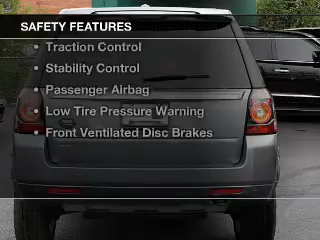 SAFETY FEATURES
• Traction Control
• Stability Control
• Passenger Airbag
• Low Tire Pressure Warning
• Front Ventilated Disc Brakes